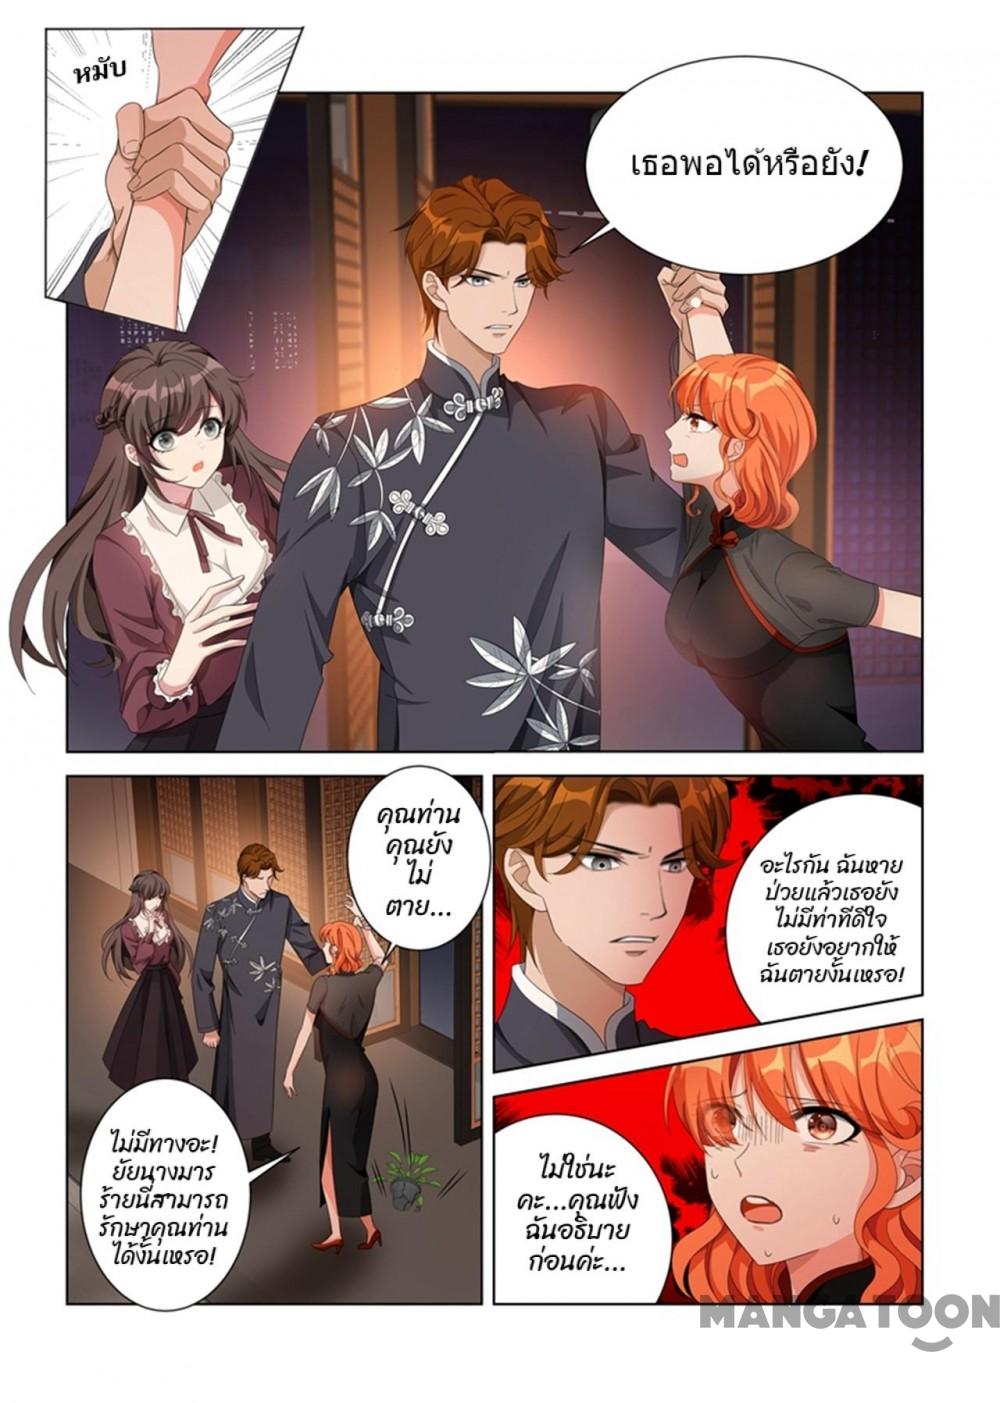 หมับ
เธอพอได้หรือยัง!
คุณท่าน
คุณยัง
ไม่
ตาย...
ไม่มีทางอะ!
ยัยนางมาร
ร้ายนี่สามารถ
รักษาคุณท่าน
ได้งั้นเหรอ!
อะไรกัน ฉันหาย
ป่วยแล้วเธอยัง
ไม่มีท่าทีดีใจ
เธอยังอยากให้
ฉันตายงั้นเหรอ!
ไม่ใช่นะ
คะ...คุณฟัง
ฉันอธิบาย
ก่อนค่ะ...
MANGATOON